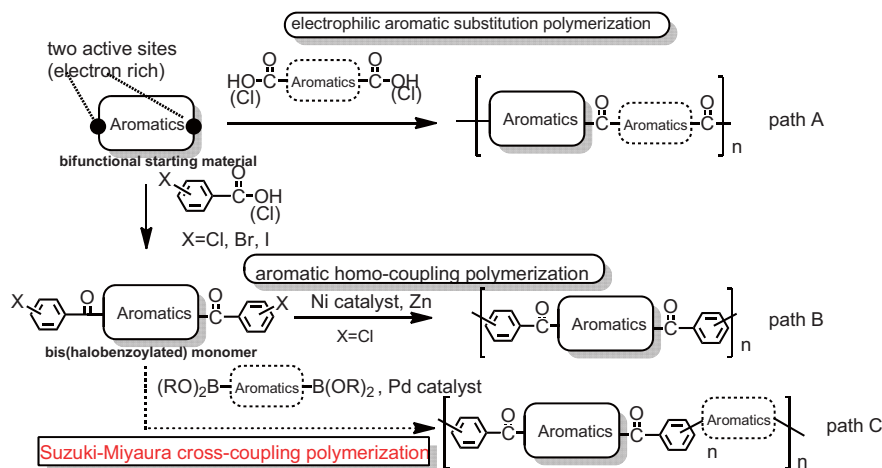 electrophilic aromatic substitution polymerization
two active sites
(electron rich)
O O
HO-C Aromatics C-OH
(Cl) (Cl)
Aromatics
bifunctional starting material
O O
Aromatics C Aromatics C
n
path A
X O
C-OH
(Cl)
X=Cl, Br, I
aromatic homo-coupling polymerization
X O Aromatics O X
C C
bis(halobenzoylated) monomer
Ni catalyst, Zn
X=Cl
O Aromatics O
C C
n
path B
(RO)2B Aromatics B(OR)2 , Pd catalyst
Suzuki-Miyaura cross-coupling polymerization
O Aromatics O Aromatics
C C
n n
path C